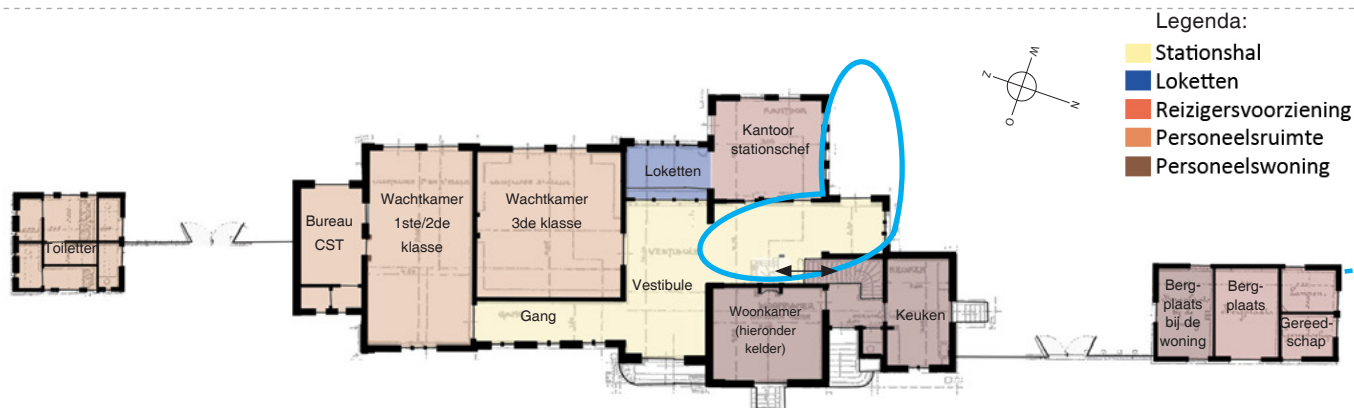 Legenda:
Stationshal
Loketten
Reizigersvoorziening
Personeelsruimte
Personeelswoning
W
Z
N
O
Kantoor
stationschef
Loketten
Wachtkamer
1ste/2de
klasse
Wachtkamer
3de klasse
Bureau
CST
Toiletten
Vestibule
Gang
Woonkamer
(hieronder
kelder)
Keuken
Berg-
plaats
bij de
woning
Berg-
plaats
Gereed-
schap